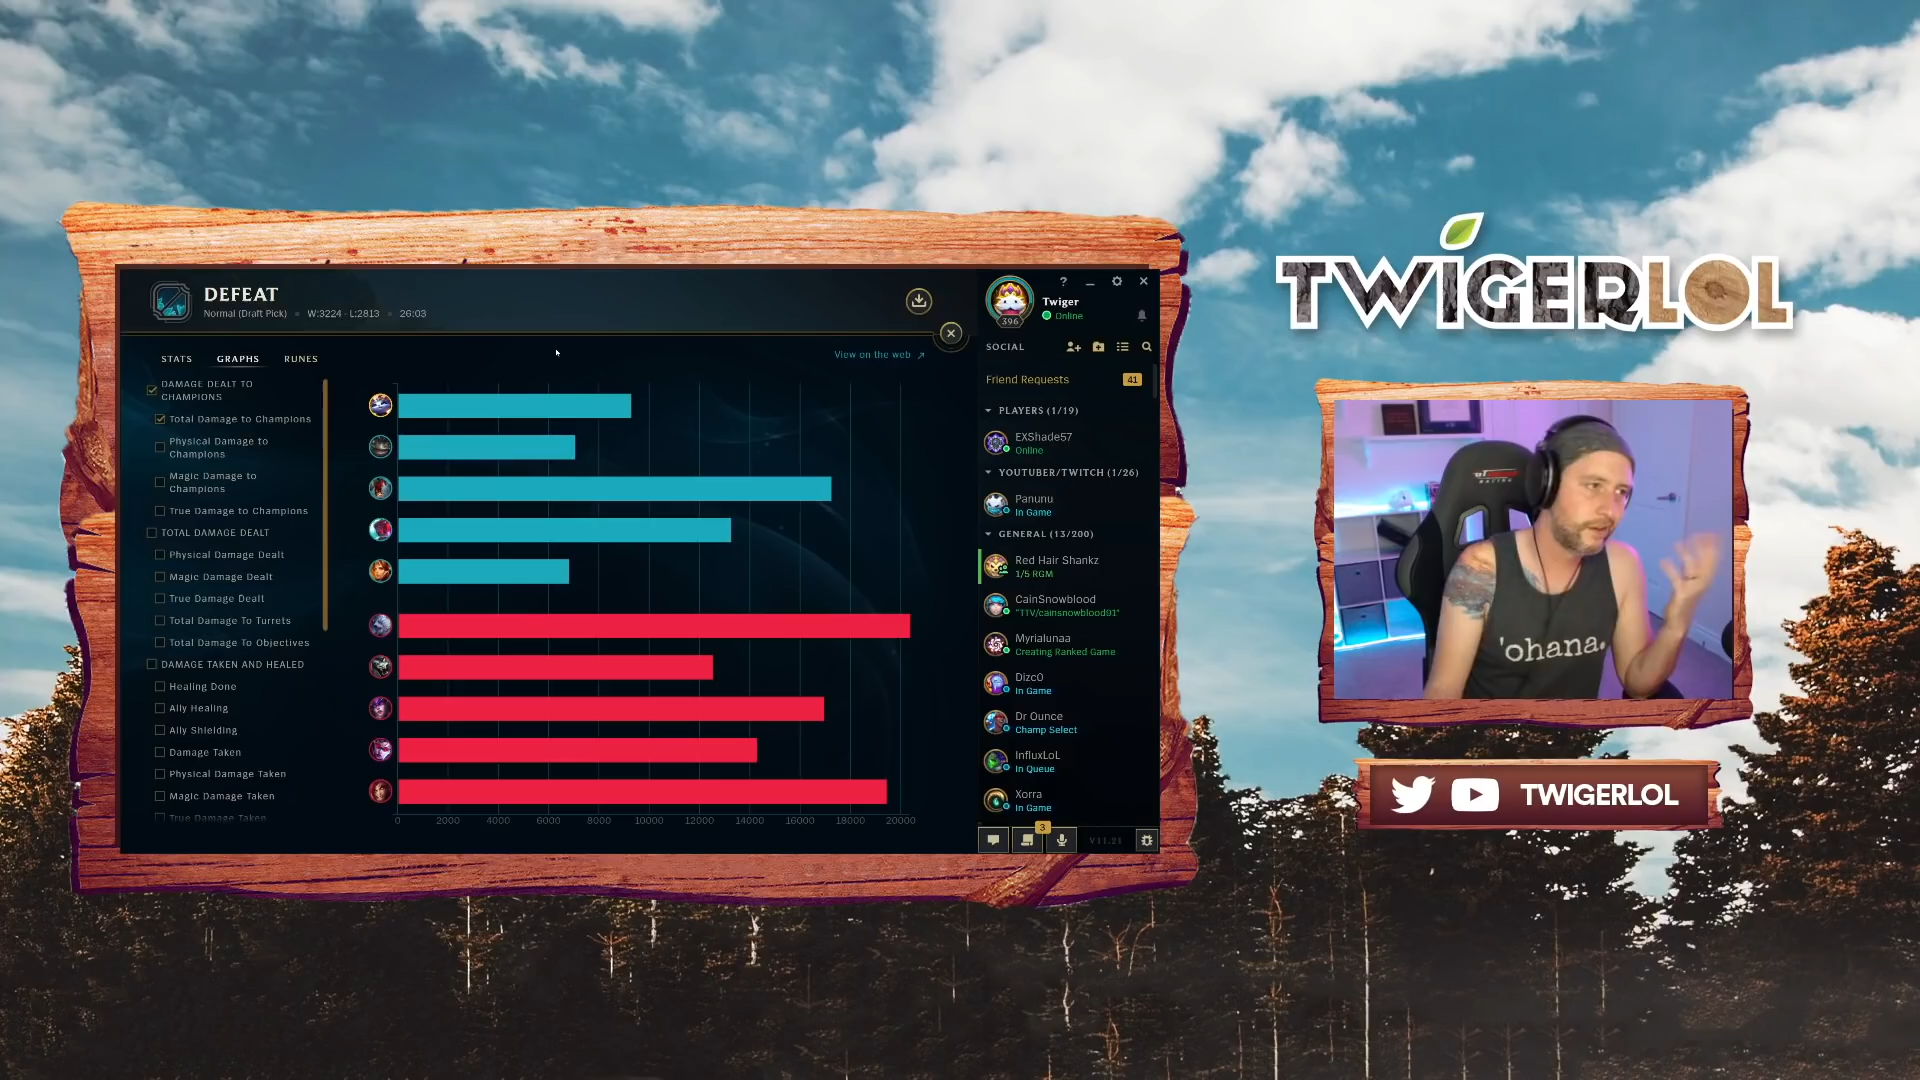 DEFEAT
Normal (Draft Pick) • W:3224 - L:2813 • 26:03
STATS GRAPHS RUNES
View on the web
DAMAGE DEALT TO
CHAMPIONS
Total Damage to Champions
Physical Damage to
Champions
Magic Damage to
Champions
True Damage to Champions
TOTAL DAMAGE DEALT
Physical Damage Dealt
Magic Damage Dealt
True Damage Dealt
Total Damage To Turrets
Total Damage To Objectives
DAMAGE TAKEN AND HEALED
Healing Done
Ally Healing
Ally Shielding
Damage Taken
Physical Damage Taken
Magic Damage Taken
True Damage Taken
0 2000 4000 6000 8000 10000 12000 14000 16000 18000 20000
?
396
Twiger
Online
SOCIAL
Friend Requests 41
PLAYERS (1/19)
EXShade57
Online
YOUTUBER/TWITCH (1/26)
Panunu
In Game
GENERAL (13/200)
Red Hair Shankz
1/5 RGM
CainSnowblood
"TTV/cainsnowblood91"
Myrialunaa
Creating Ranked Game
DizcO
In Game
Dr Ounce
Champ Select
InfluxLoL
In Queue
Xorra
In Game
3
V11.21
TWIGERLOL
RACING
'ohana.
TWIGERLOL